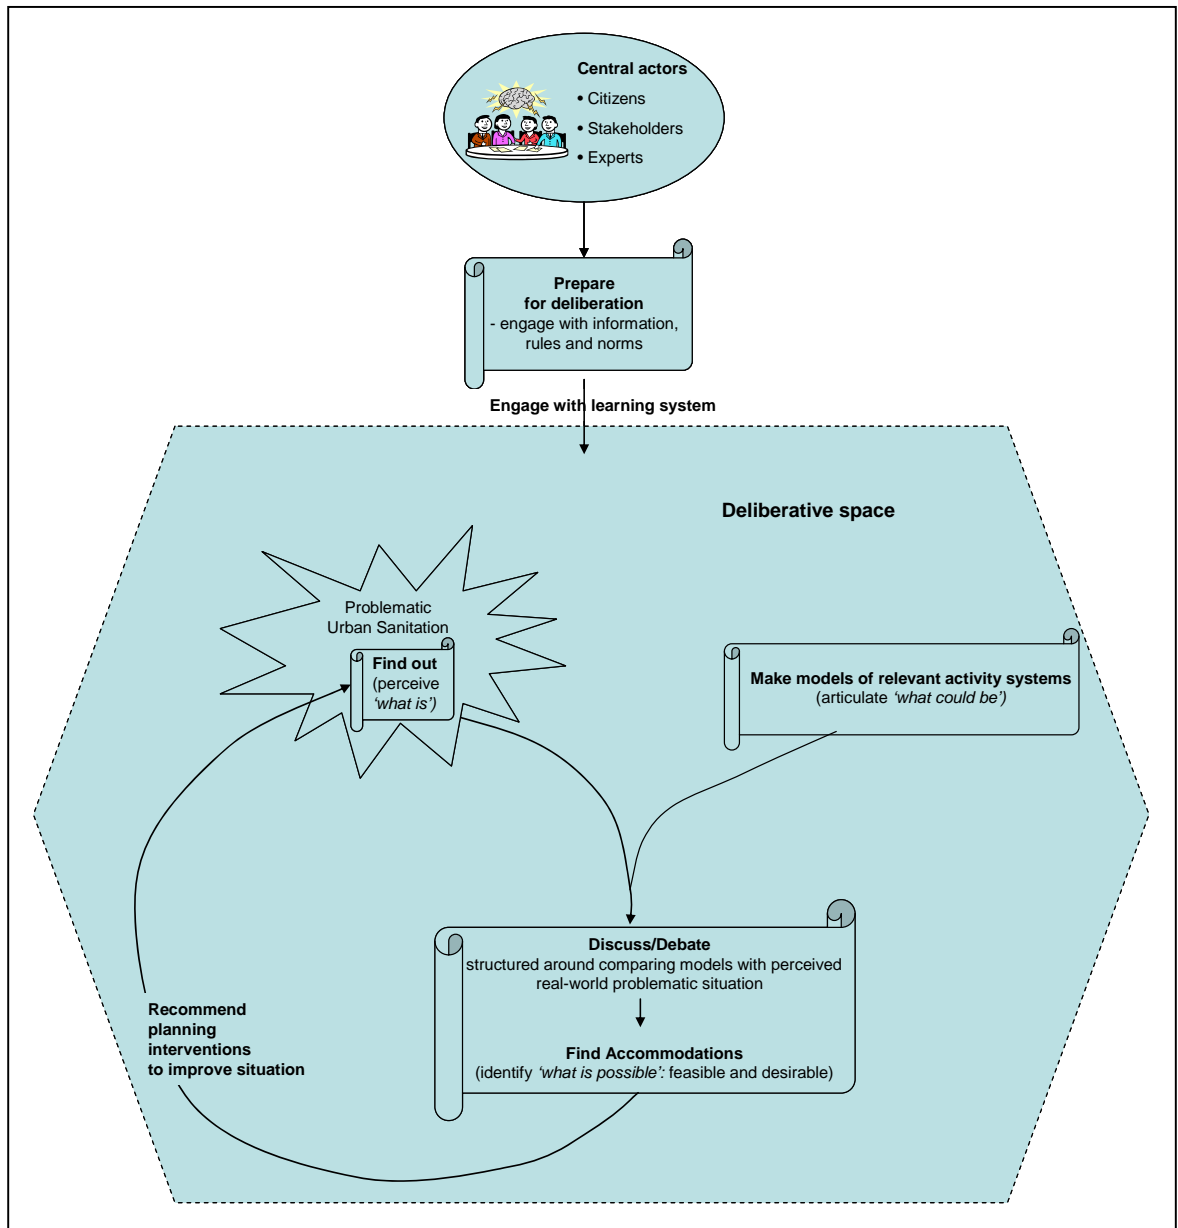 Central actors
• Citizens
• Stakeholders
• Experts
Prepare
for deliberation
- engage with information,
rules and norms
Engage with learning system
Deliberative space
Problematic
Urban Sanitation
Find out
(perceive
‘what is’)
Make models of relevant activity systems
(articulate ‘what could be’)
Discuss/Debate
structured around comparing models with perceived
real-world problematic situation
Find Accommodations
(identify ‘what is possible’: feasible and desirable)
Recommend
planning
interventions
to improve situation